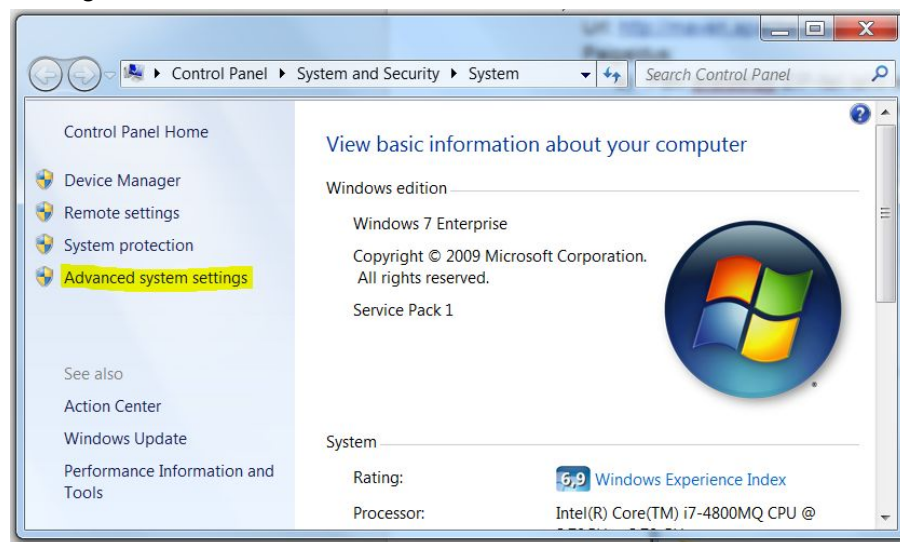 Control Panel ▸ System and Security ▸ System
Search Control Panel
Control Panel Home
Device Manager
Remote settings
System protection
Advanced system settings
See also
Action Center
Windows Update
Performance Information and
Tools
View basic information about your computer
Windows edition
Windows 7 Enterprise
Copyright © 2009 Microsoft Corporation.
All rights reserved.
Service Pack 1
System
Rating:
6,9 Windows Experience Index
Processor:
Intel(R) Core(TM) i7-4800MQ CPU @